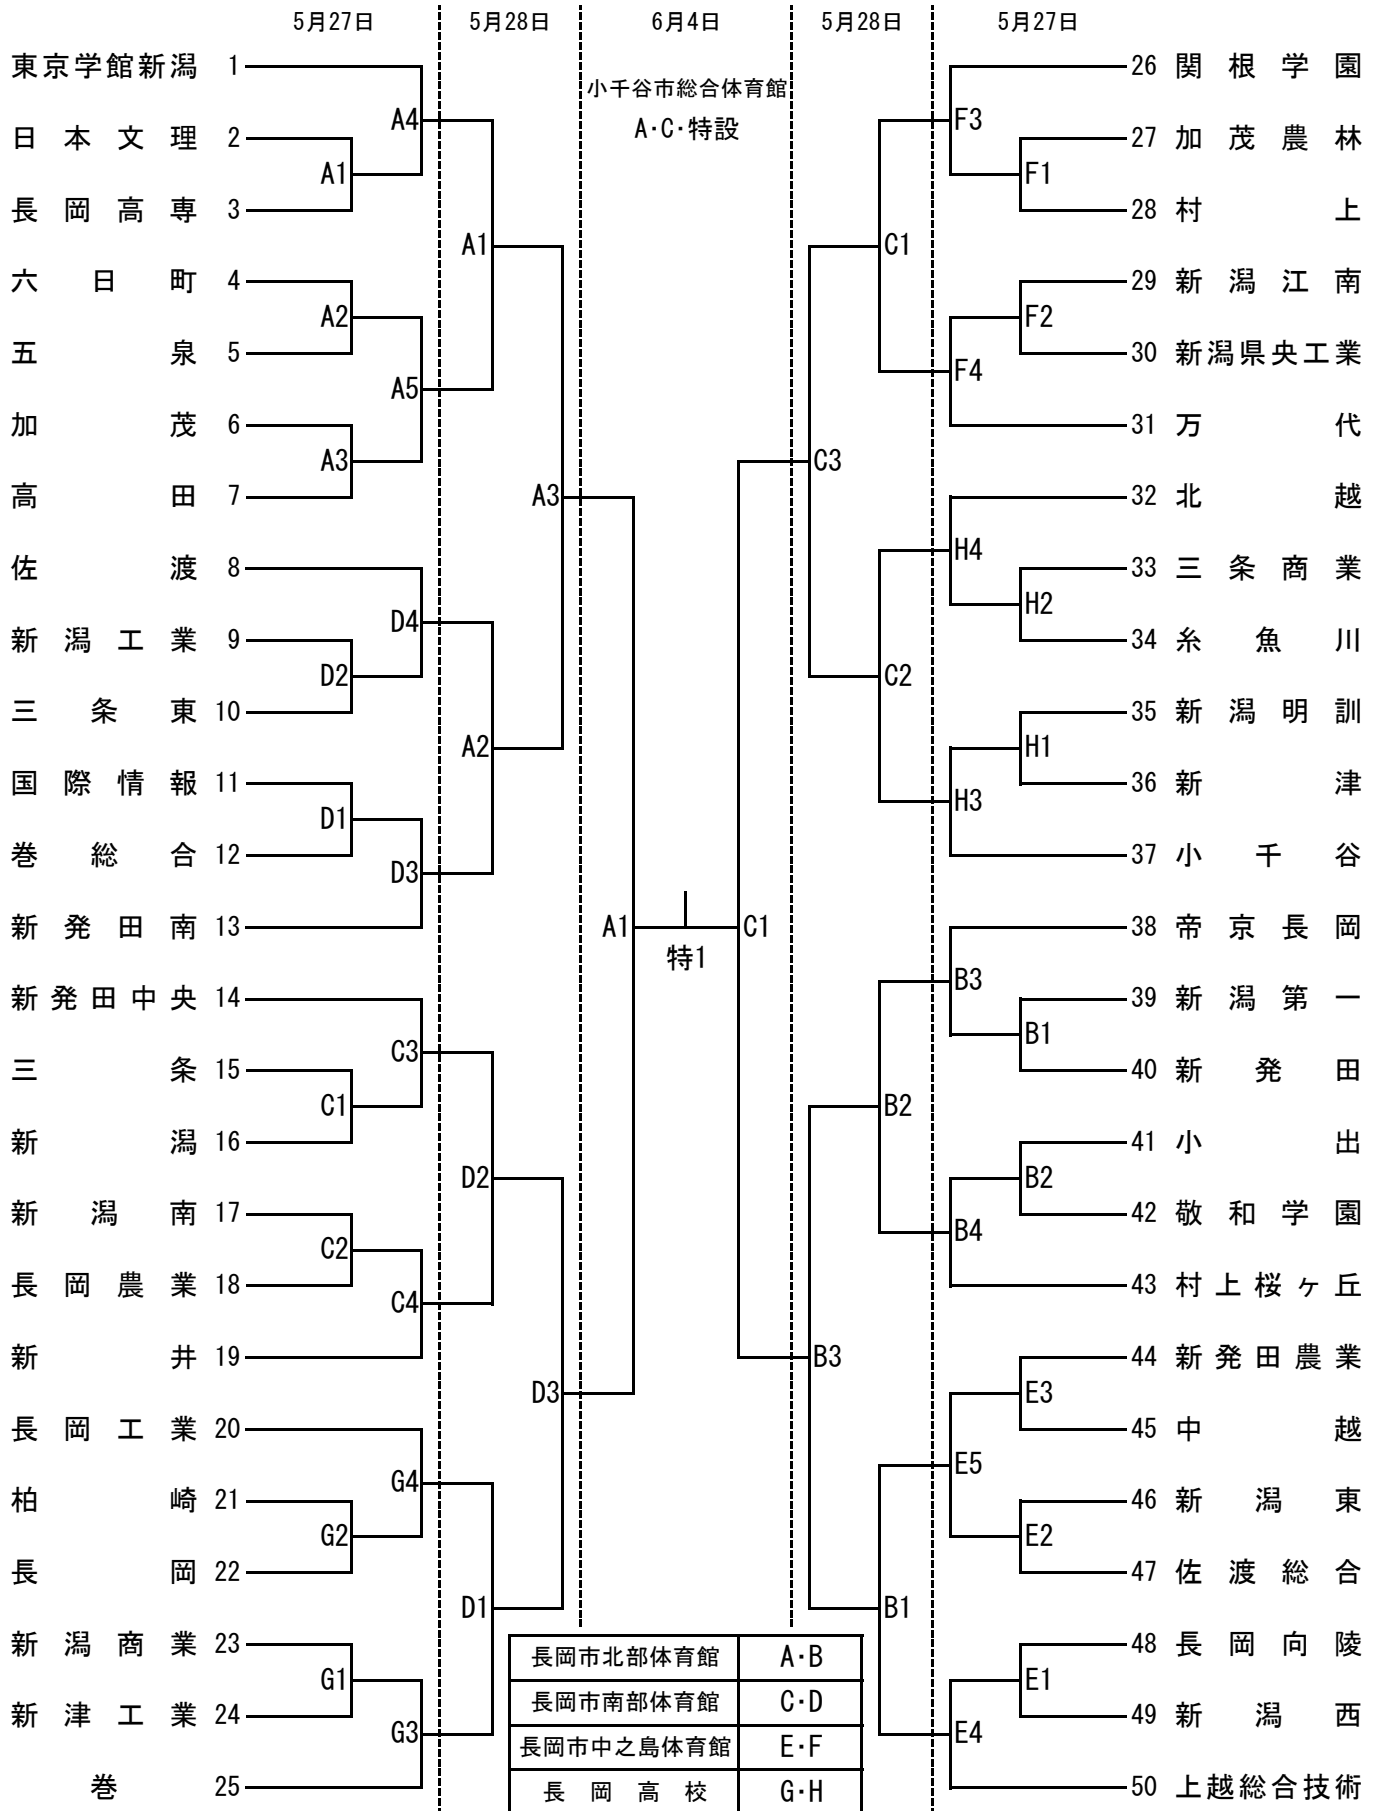 5月27日 5月28日 6月4日 5月28日 5月27日
小千谷市総合体育館
A・C・特設
東京学館新潟 1
日本文理 2
長岡高専 3
六日町 4
五泉 5
加茂 6
高田 7
佐渡 8
新潟工業 9
三条東 10
国際情報 11
巻総合 12
新発田南 13
新発田中央 14
三条 15
新潟 16
新潟南 17
長岡農業 18
新井 19
長岡工業 20
柏崎 21
長岡 22
新潟商業 23
新津工業 24
巻 25
A4
A1
A2
A5
A3
D4
D2
D1
D3
C3
C1
C2
C4
G4
G2
G1
G3
A1
A2
D2
D1
A3
D3
A1
特1
C1
C3
B3
C1
C2
B2
B1
F3
F1
F2
F4
H4
H2
H1
H3
B3
B1
B2
B4
E3
E5
E2
E1
E4
26 関根学園
27 加茂農林
28 村上
29 新潟江南
30 新潟県央工業
31 万代
32 北越
33 三条商業
34 糸魚川
35 新潟明訓
36 新津
37 小千谷
38 帝京長岡
39 新潟第一
40 新発田
41 小出
42 敬和学園
43 村上桜ヶ丘
44 新発田農業
45 中越
46 新潟東
47 佐渡総合
48 長岡向陵
49 新潟西
50 上越総合技術
長岡市北部体育館 A・B
長岡市南部体育館 C・D
長岡市中之島体育館 E・F
長岡高校 G・H